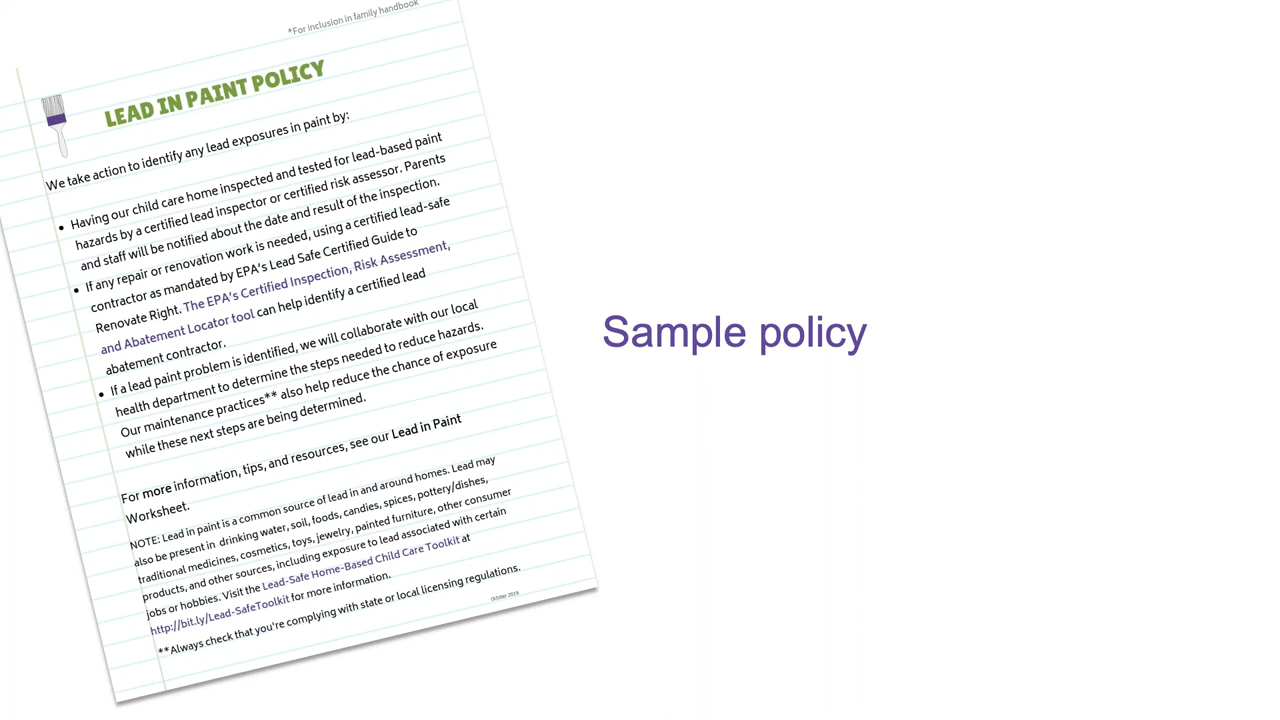 *For inclusion in family handbook
LEAD IN PAINT POLICY
We take action to identify any lead exposures in paint by:
• Having our child care home inspected and tested for lead-based paint
hazards by a certified lead inspector or certified risk assessor. Parents
and staff will be notified about the date and result of the inspection.
• If any repair or renovation work is needed, using a certified lead-safe
contractor as mandated by EPA's Lead Safe Certified Guide to
Renovate Right. The EPA's Certified Inspection, Risk Assessment,
and Abatement Locator tool can help identify a certified lead
abatement contractor.
• If a lead paint problem is identified, we will collaborate with our local
health department to determine the steps needed to reduce hazards.
Our maintenance practices** also help reduce the chance of exposure
while these next steps are being determined.
For more information, tips, and resources, see our Lead in Paint
Worksheet.
NOTE: Lead in paint is a common source of lead in and around homes. Lead may
also be present in drinking water, soil, foods, candies, spices, pottery/dishes,
traditional medicines, cosmetics, toys, jewelry, painted furniture, other consumer
products, and other sources, including exposure to lead associated with certain
jobs or hobbies. Visit the Lead-Safe Home-Based Child Care Toolkit at
http://bit.ly/Lead-SafeToolkit for more information.
**Always check that you're complying with state or local licensing regulations.
Sample policy